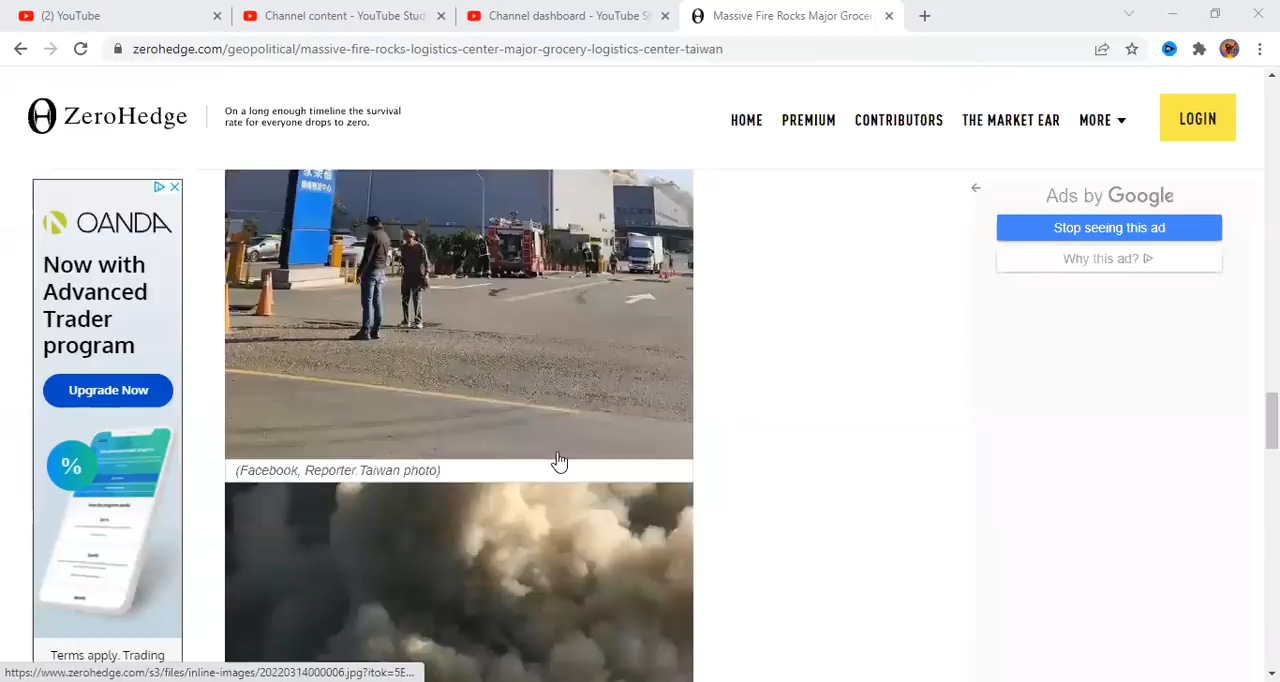 (2) YouTube
Channel content - YouTube Stud
Channel dashboard - YouTube S
Massive Fire Rocks Major Groce
zerohedge.com/geopolitical/massive-fire-rocks-logistics-center-major-grocery-logistics-center-taiwan
ZeroHedge
On a long enough timeline the survival
rate for everyone drops to zero.
HOME PREMIUM CONTRIBUTORS THE MARKET EAR MORE
LOGIN
OANDA
Now with
Advanced
Trader
program
Upgrade Now
%
Terms apply. Trading
家樂福
(Facebook, Reporter.Taiwan photo)
Ads by Google
Stop seeing this ad
Why this ad?
https://www.zerohedge.com/s3/files/inline-images/20220314000006.jpg?itok=5E...